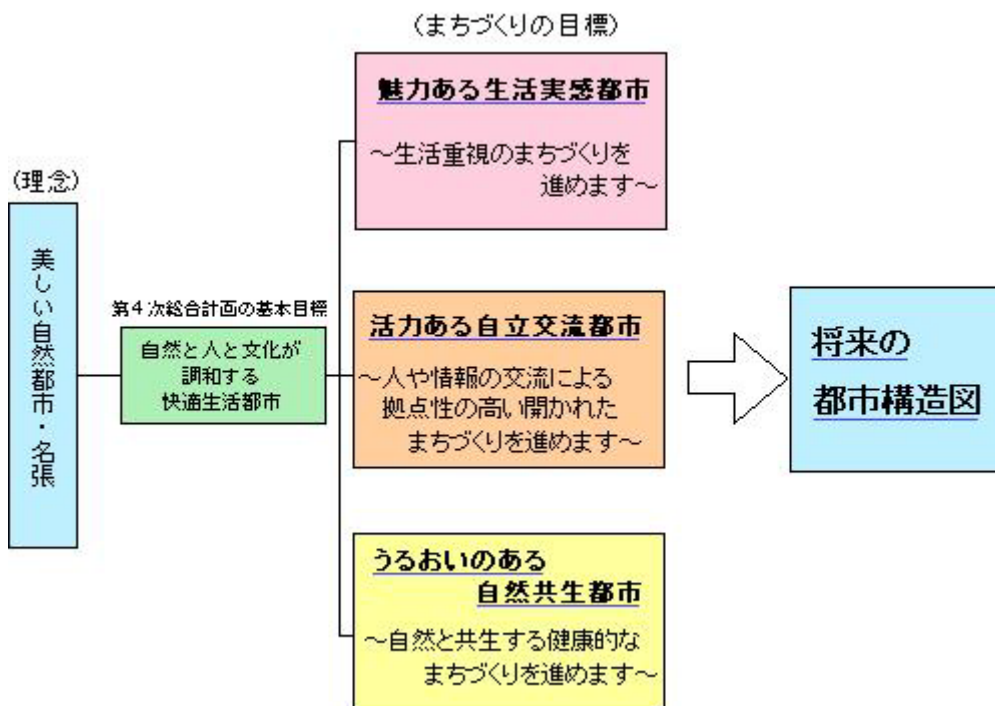 (理念)
美しい自然都市・名張
第4次総合計画の基本目標
自然と人と文化が
調和する
快適生活都市
(まちづくりの目標)
魅力ある生活実感都市
～生活重視のまちづくりを
進めます～
活力ある自立交流都市
～人や情報の交流による
拠点性の高い開かれた
まちづくりを進めます～
うるおいのある
自然共生都市
～自然と共生する健康的な
まちづくりを進めます～
将来の
都市構造図